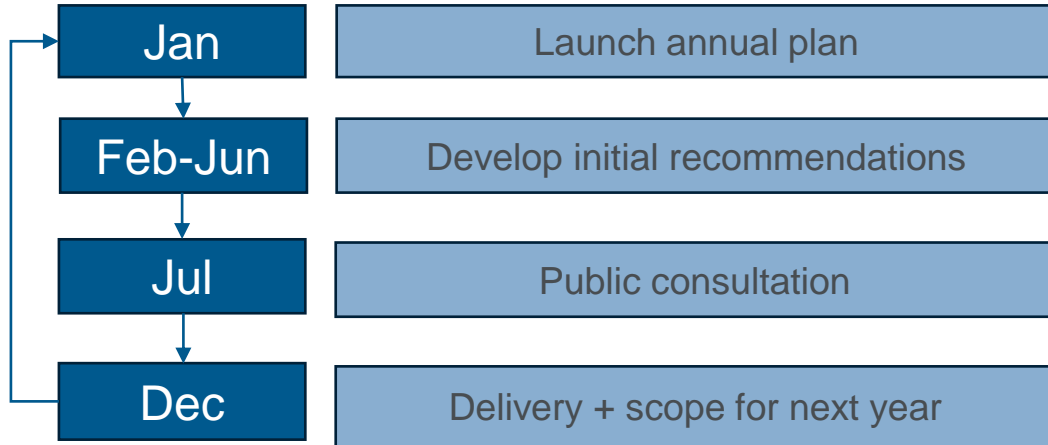 Jan
Launch annual plan
Feb-Jun
Develop initial recommendations
Jul
Public consultation
Dec
Delivery + scope for next year